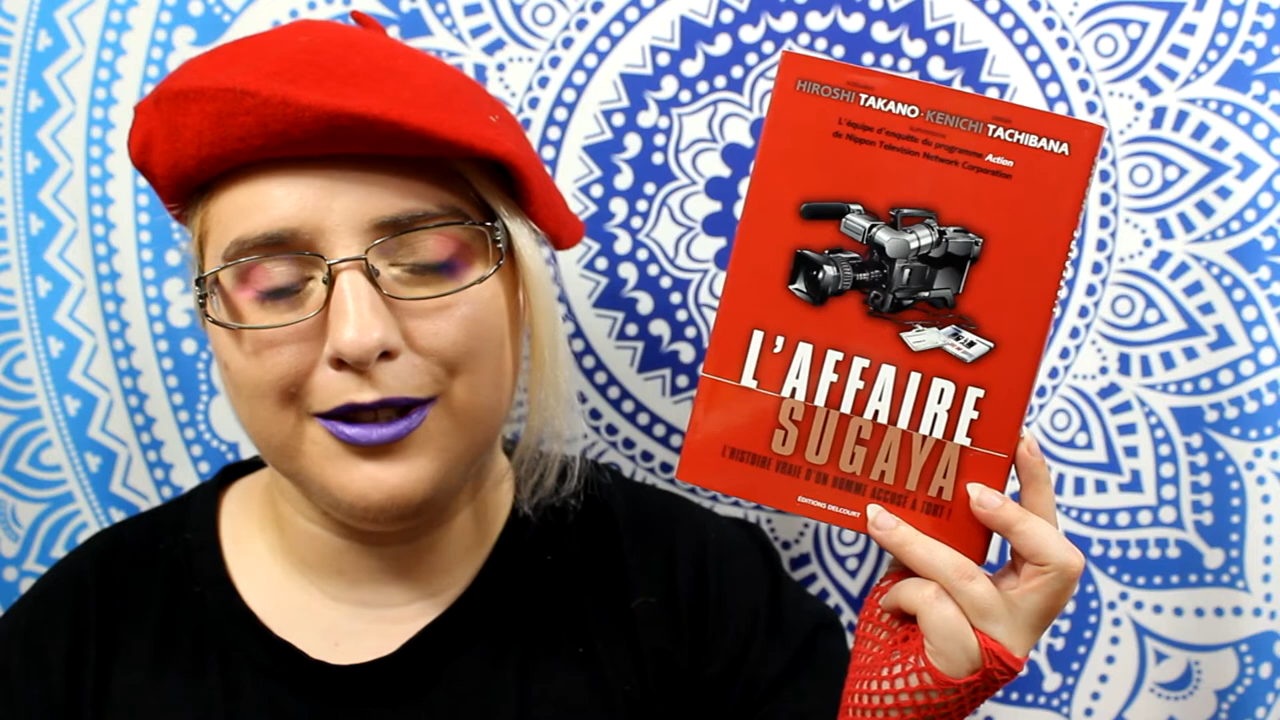 HIROSHI TAKANO · KENICHI TACHIBANA
L'équipe d'enquête du programme Action
de Nippon Television Network Corporation
L'AFFAIRE
SUGAYA
L'HISTOIRE VRAIE D'UN HOMME ACCUSÉ À TORT !
ÉDITIONS DELCOURT